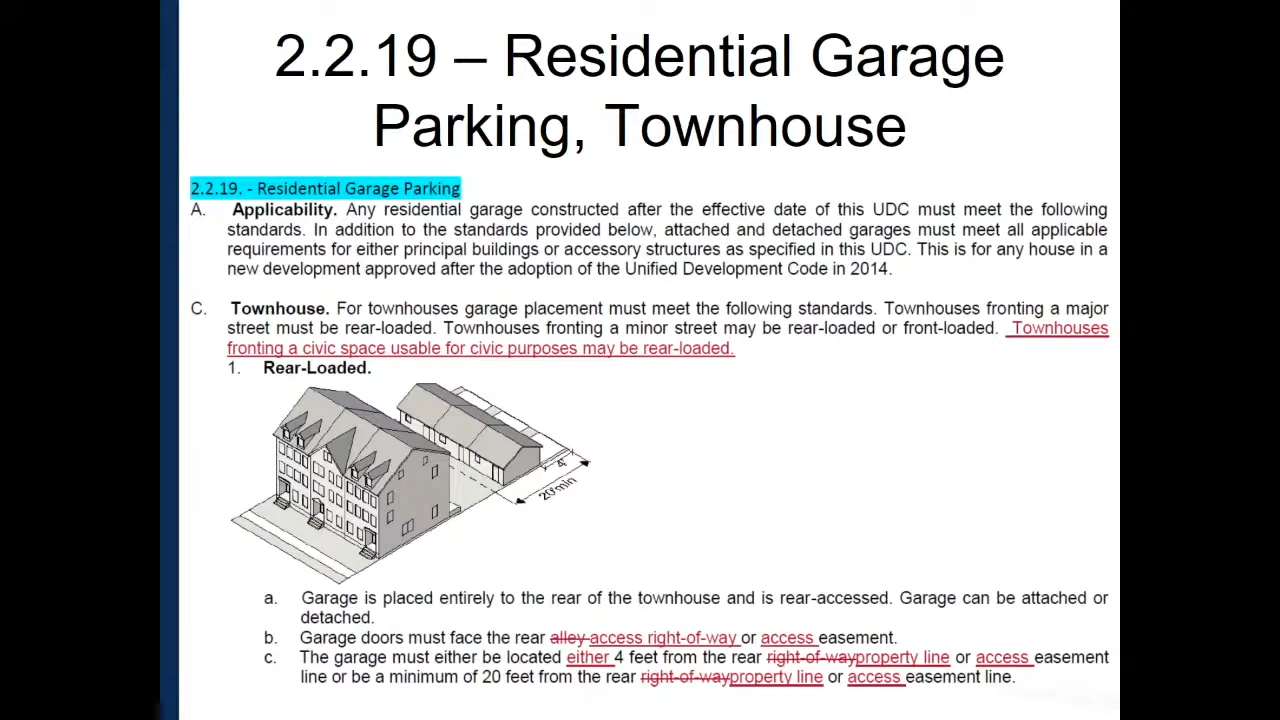 2.2.19 – Residential Garage
Parking, Townhouse
2.2.19. - Residential Garage Parking
A. Applicability. Any residential garage constructed after the effective date of this UDC must meet the following
standards. In addition to the standards provided below, attached and detached garages must meet all applicable
requirements for either principal buildings or accessory structures as specified in this UDC. This is for any house in a
new development approved after the adoption of the Unified Development Code in 2014.
C. Townhouse. For townhouses garage placement must meet the following standards. Townhouses fronting a major
street must be rear-loaded. Townhouses fronting a minor street may be rear-loaded or front-loaded. Townhouses
fronting a civic space usable for civic purposes may be rear-loaded.
1. Rear-Loaded.
4'
20'min
a. Garage is placed entirely to the rear of the townhouse and is rear-accessed. Garage can be attached or
detached.
b. Garage doors must face the rear alley access right-of-way or access easement.
c. The garage must either be located either 4 feet from the rear right-of-wayproperty line or access easement
line or be a minimum of 20 feet from the rear right-of-wayproperty line or access easement line.